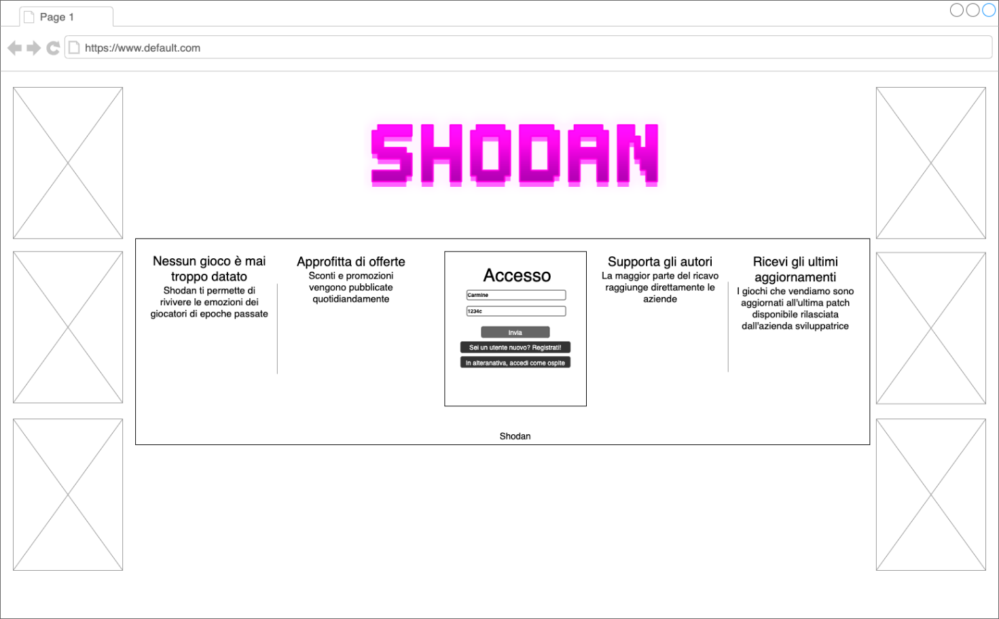 Page 1
https://www.default.com
SHODAN
Nessun gioco è mai
troppo datato
Shodan ti permette di
rivivere le emozioni dei
giocatori di epoche passate
Approfitta di offerte
Sconti e promozioni
vengono pubblicate
quotidiandamente
Accesso
Carmine
1234c
Invia
Sei un utente nuovo? Registrati!
In alteranativa, accedi come ospite
Supporta gli autori
La maggior parte del ricavo
raggiunge direttamente le
aziende
Ricevi gli ultimi
aggiornamenti
I giochi che vendiamo sono
aggiornati all'ultima patch
disponibile rilasciata
dall'azienda sviluppatrice
Shodan